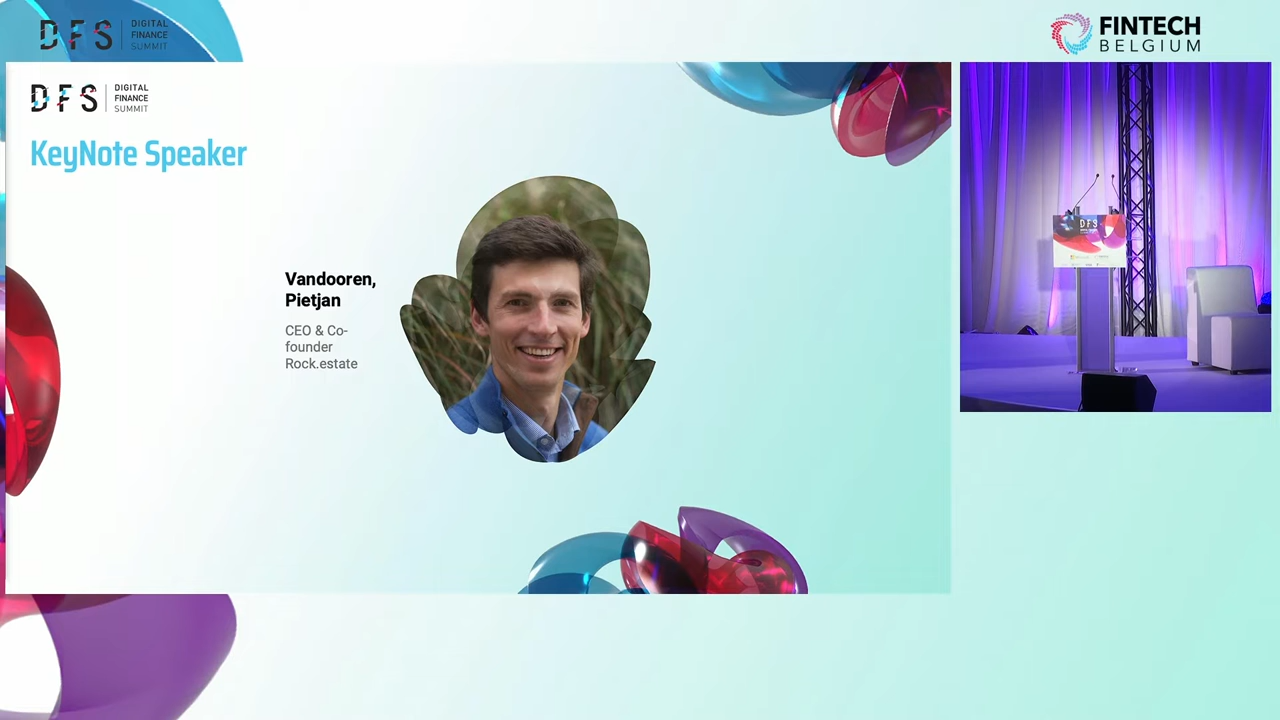 DFS
DIGITAL
FINANCE
SUMMIT
FINTECH
BELGIUM
DFS
DIGITAL
FINANCE
SUMMIT
KeyNote Speaker
Vandooren,
Pietjan
CEO & Co-
founder
Rock.estate
DFS